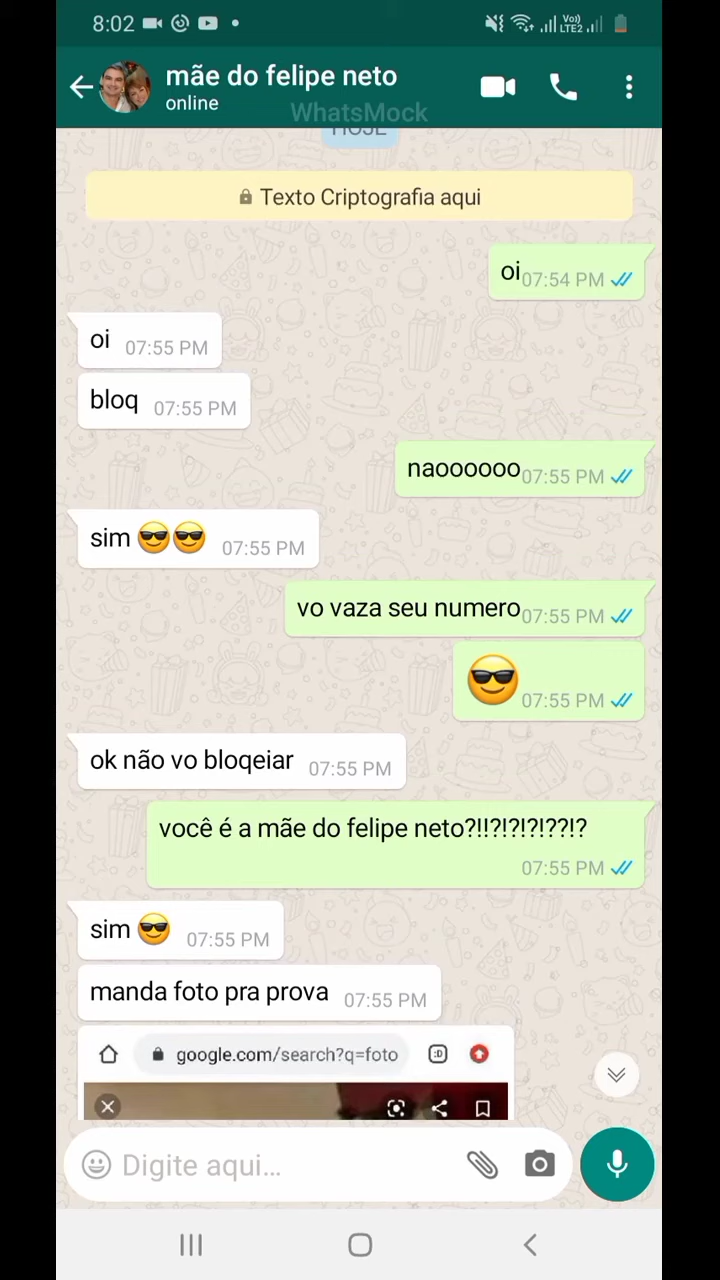 8:02
Vo))
LTE2
mãe do felipe neto
online
WhatsMock
HOJE
Texto Criptografia aqui
oi 07:54 PM
oi 07:55 PM
bloq 07:55 PM
naoooooo 07:55 PM
sim 😎😎 07:55 PM
vo vaza seu numero 07:55 PM
😎 07:55 PM
ok não vo bloqeiar 07:55 PM
você é a mãe do felipe neto?!!?!?!?!??!?
07:55 PM
sim 😎 07:55 PM
manda foto pra prova 07:55 PM
google.com/search?q=foto :D
Digite aqui...